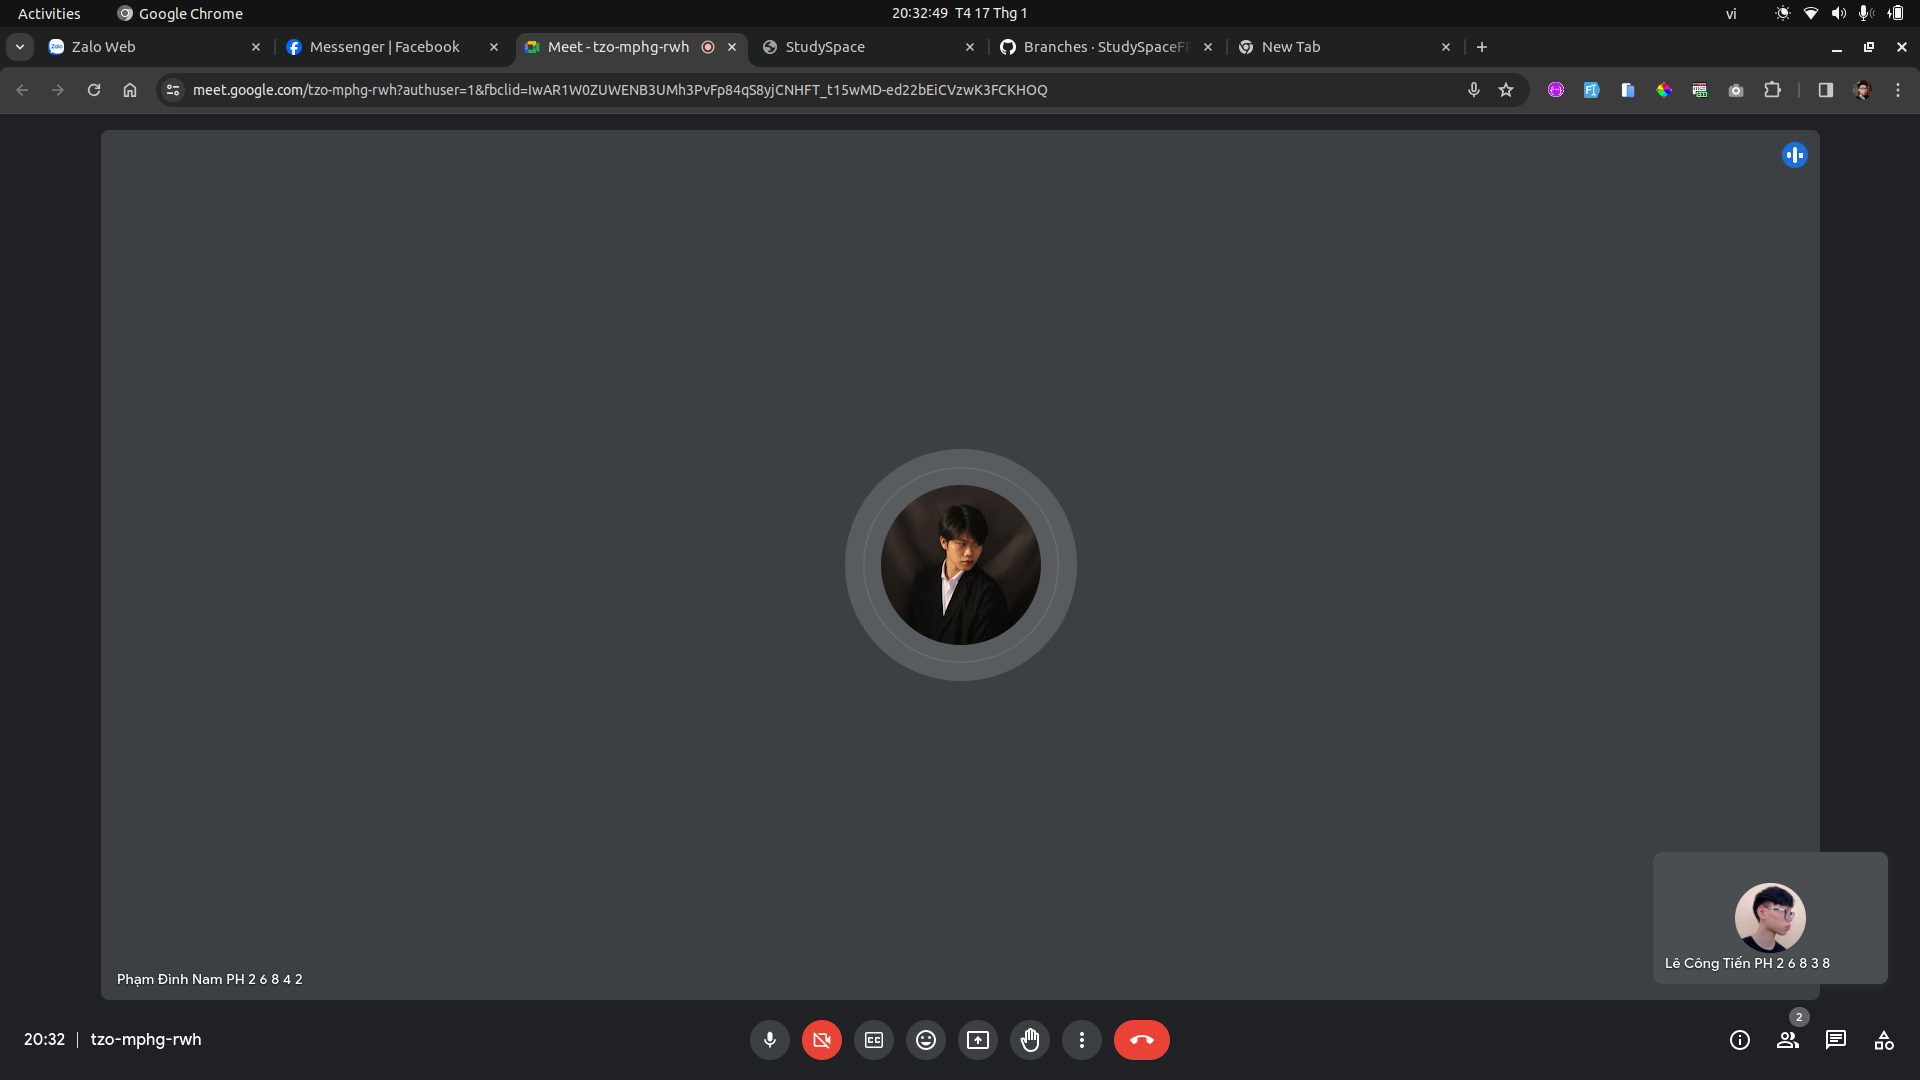 Activities
Google Chrome
20:32:49 T4 17 Thg 1
vi
Zalo Web
Messenger | Facebook
Meet - tzo-mphg-rwh
StudySpace
Branches · StudySpaceFP
New Tab
meet.google.com/tzo-mphg-rwh?authuser=1&fbclid=IwAR1W0ZUWENB3UMh3PvFp84qS8yjCNHFT_t15wMD-ed22bEiCVzwK3FCKHOQ
Phạm Đình Nam PH 2 6 8 4 2
Lê Công Tiến PH 2 6 8 3 8
20:32 | tzo-mphg-rwh
2